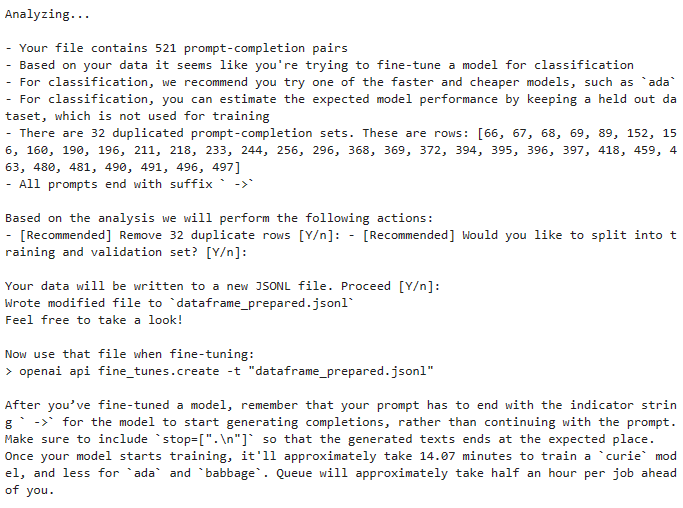 Analyzing...
- Your file contains 521 prompt-completion pairs
- Based on your data it seems like you're trying to fine-tune a model for classification
- For classification, we recommend you try one of the faster and cheaper models, such as `ada`
- For classification, you can estimate the expected model performance by keeping a held out da
taset, which is not used for training
- There are 32 duplicated prompt-completion sets. These are rows: [66, 67, 68, 69, 89, 152, 15
6, 160, 190, 196, 211, 218, 233, 244, 256, 296, 368, 369, 372, 394, 395, 396, 397, 418, 459, 4
63, 480, 481, 490, 491, 496, 497]
- All prompts end with suffix ` ->`
Based on the analysis we will perform the following actions:
- [Recommended] Remove 32 duplicate rows [Y/n]: - [Recommended] Would you like to split into t
raining and validation set? [Y/n]:
Your data will be written to a new JSONL file. Proceed [Y/n]:
Wrote modified file to `dataframe_prepared.jsonl`
Feel free to take a look!
Now use that file when fine-tuning:
> openai api fine_tunes.create -t "dataframe_prepared.jsonl"
After you’ve fine-tuned a model, remember that your prompt has to end with the indicator strin
g ` ->` for the model to start generating completions, rather than continuing with the prompt.
Make sure to include `stop=[".\n"]` so that the generated texts ends at the expected place.
Once your model starts training, it'll approximately take 14.07 minutes to train a `curie` mod
el, and less for `ada` and `babbage`. Queue will approximately take half an hour per job ahead
of you.